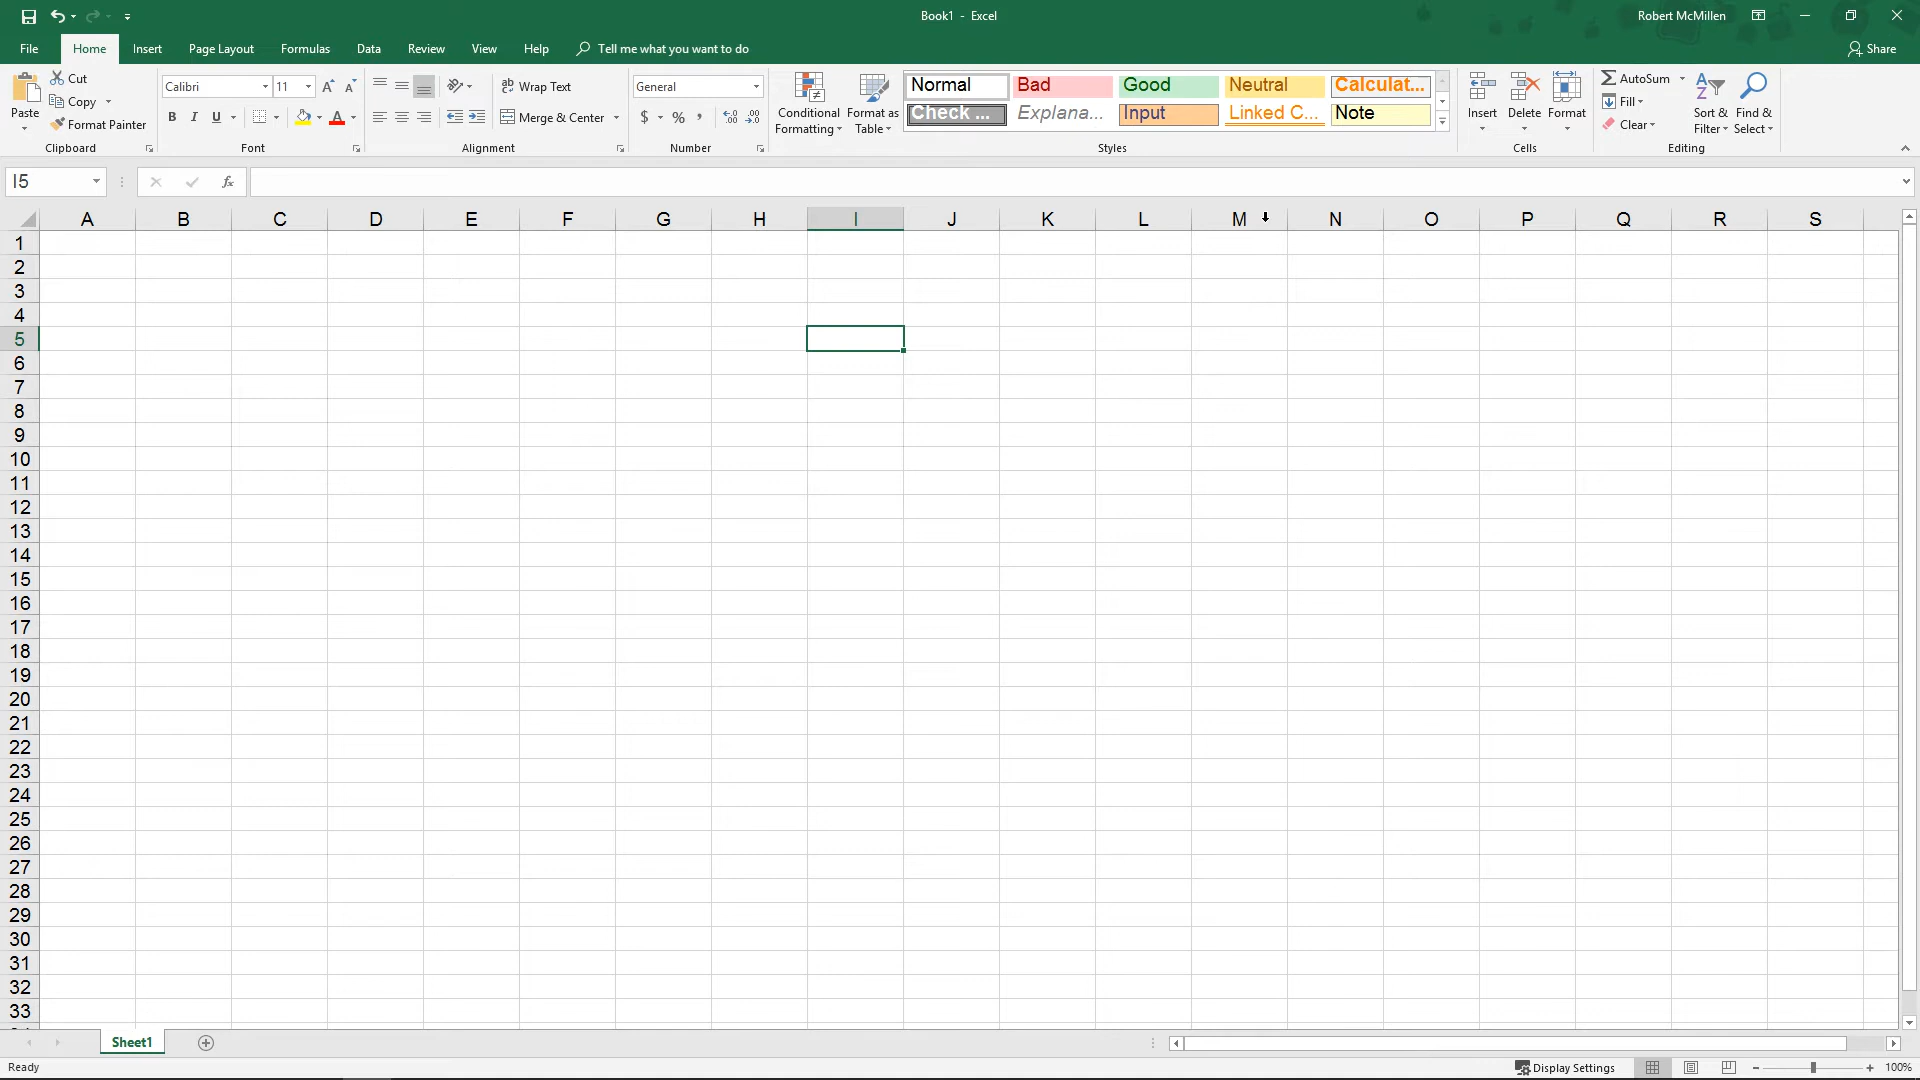 Book1 - Excel
Robert McMillen
File Home Insert Page Layout Formulas Data Review View Help Tell me what you want to do
Share
Paste
Cut
Copy
Format Painter
Clipboard
Calibri 11
B I U
Font
Wrap Text
Merge & Center
Alignment
General
$ % ,
Number
Conditional Formatting
Format as Table
Normal Bad Good Neutral Calculat...
Check ... Explana... Input Linked C... Note
Styles
Insert Delete Format
Cells
AutoSum
Fill
Clear
Sort & Filter
Find & Select
Editing
I5
fx
A B C D E F G H I J K L M N O P Q R S
1
2
3
4
5
6
7
8
9
10
11
12
13
14
15
16
17
18
19
20
21
22
23
24
25
26
27
28
29
30
31
32
33
Sheet1
Ready
Display Settings
100%